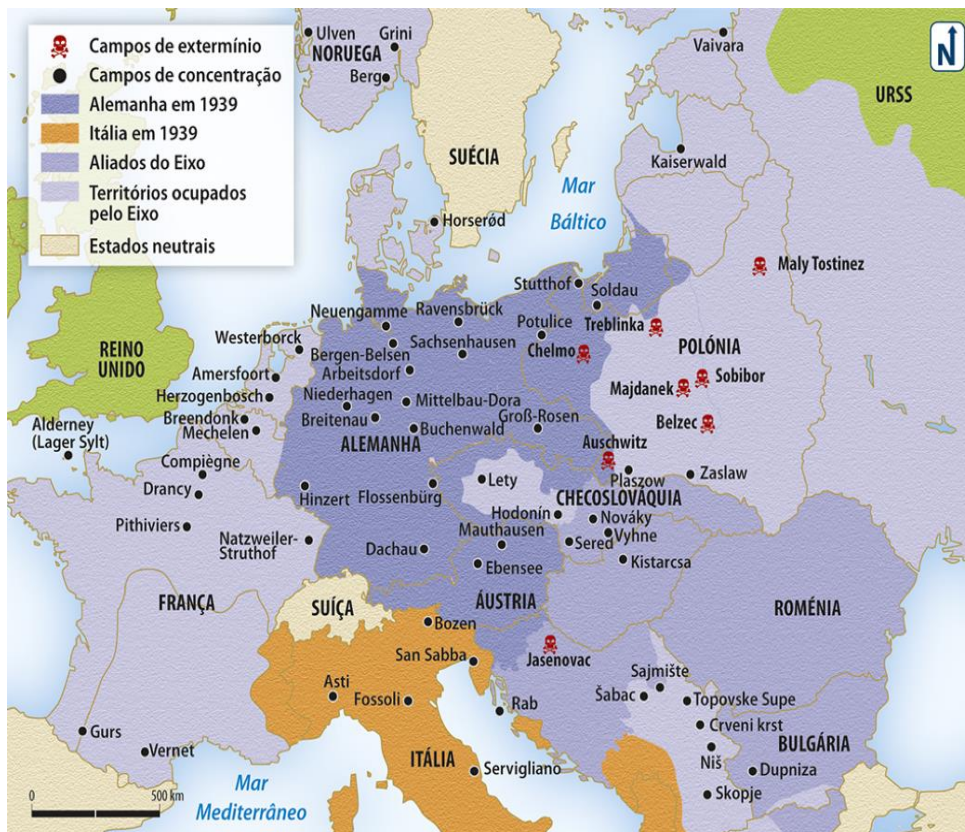 Campos de extermínio
Campos de concentração
Alemanha em 1939
Itália em 1939
Aliados do Eixo
Territórios ocupados
pelo Eixo
Estados neutrais
N
Ulven
Grini
NORUEGA
Berg
Vaivara
URSS
SUÉCIA
Kaiserwald
Mar
Báltico
Horserød
Maly Tostinez
Stutthof
Soldau
Neuengamme
Ravensbrück
Treblinka
Potulice
Westerborck
Bergen-Belsen
Sachsenhausen
Chelmo
POLÓNIA
REINO
UNIDO
Amersfoort
Arbeitsdorf
Sobibor
Majdanek
Herzogenbosch
Niederhagen
Mittelbau-Dora
Breendonk
Breitenau
Groß-Rosen
Belzec
Alderney
(Lager Sylt)
Mechelen
Buchenwald
ALEMANHA
Auschwitz
Compiègne
Plaszow
Zaslaw
Drancy
Hinzert
Flossenbürg
Lety
CHECOSLOVÁQUIA
Pithiviers
Hodonín
Nováky
Natzweiler-
Struthof
Mauthausen
Vyhne
Sered
Dachau
Kistarcsa
Ebensee
FRANÇA
SUÍÇA
ÁUSTRIA
ROMÉNIA
Bozen
San Sabba
Jasenovac
Sajmište
Asti
Fossoli
Rab
Šabac
Topovske Supe
Gurs
Crveni krst
Vernet
ITÁLIA
Niš
BULGÁRIA
Servigliano
Dupniza
Mar
Mediterrâneo
Skopje
0
500 km